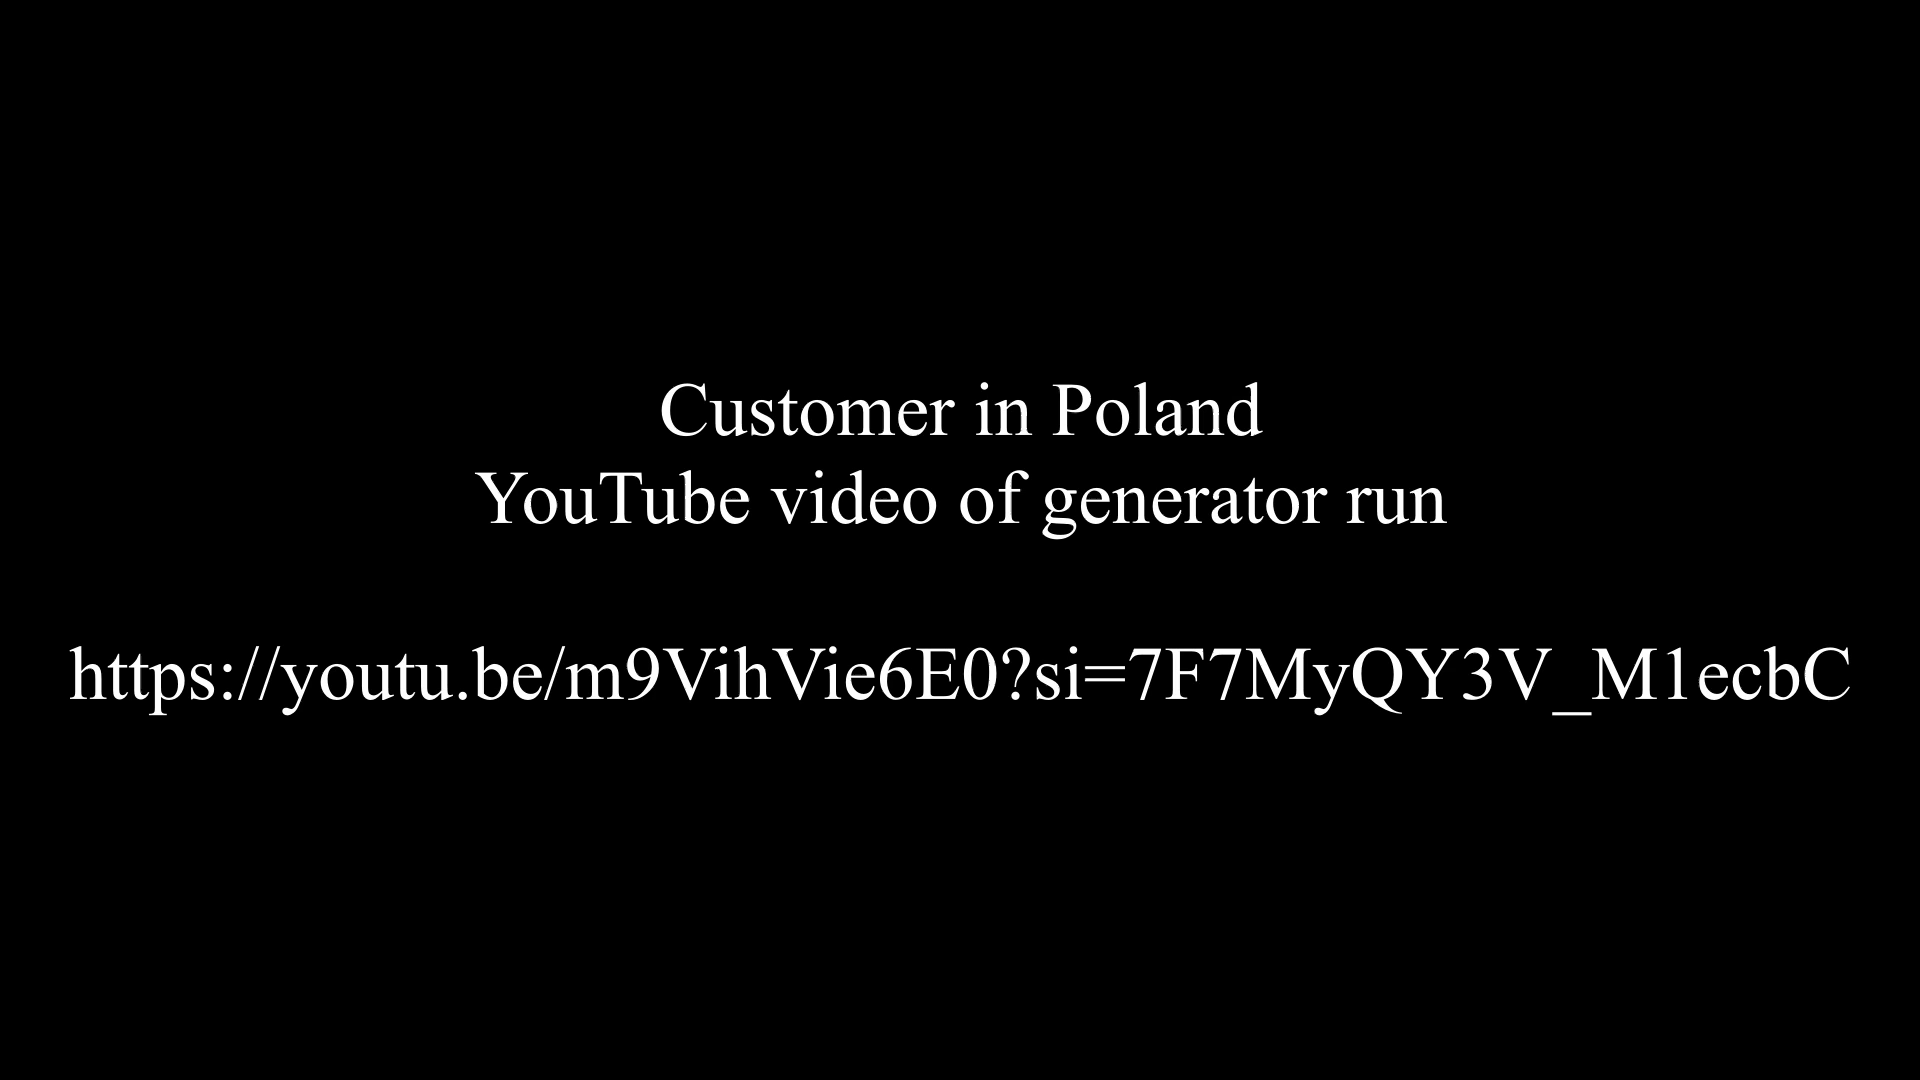 Customer in Poland
YouTube video of generator run
https://youtu.be/m9VihVie6E0?si=7F7MyQY3V_M1ecbC